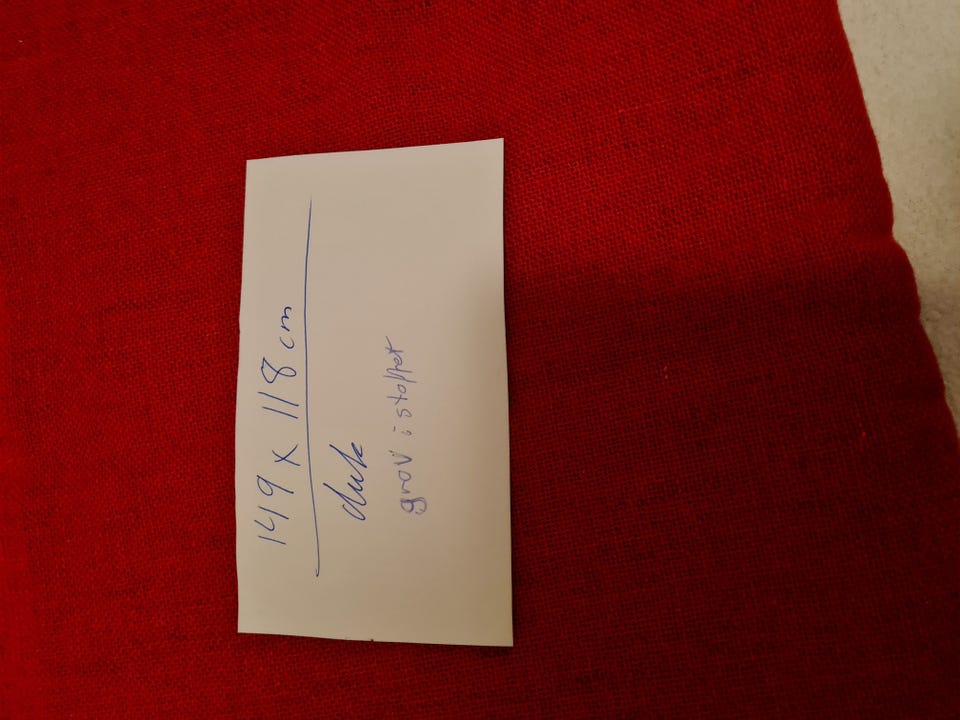 149 x 118 cm
duk
grov i stoffet